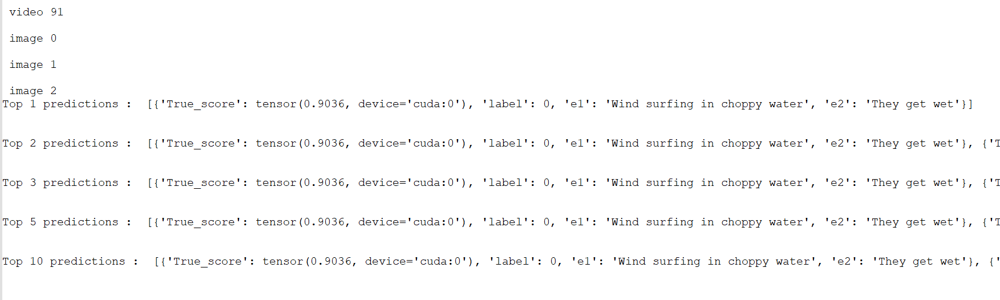 video 91
image 0
image 1
image 2
Top 1 predictions :  [{'True_score': tensor(0.9036, device='cuda:0'), 'label': 0, 'e1': 'Wind surfing in choppy water', 'e2': 'They get wet'}]
Top 2 predictions :  [{'True_score': tensor(0.9036, device='cuda:0'), 'label': 0, 'e1': 'Wind surfing in choppy water', 'e2': 'They get wet'}, {'T
Top 3 predictions :  [{'True_score': tensor(0.9036, device='cuda:0'), 'label': 0, 'e1': 'Wind surfing in choppy water', 'e2': 'They get wet'}, {'T
Top 5 predictions :  [{'True_score': tensor(0.9036, device='cuda:0'), 'label': 0, 'e1': 'Wind surfing in choppy water', 'e2': 'They get wet'}, {'T
Top 10 predictions :  [{'True_score': tensor(0.9036, device='cuda:0'), 'label': 0, 'e1': 'Wind surfing in choppy water', 'e2': 'They get wet'}, {'